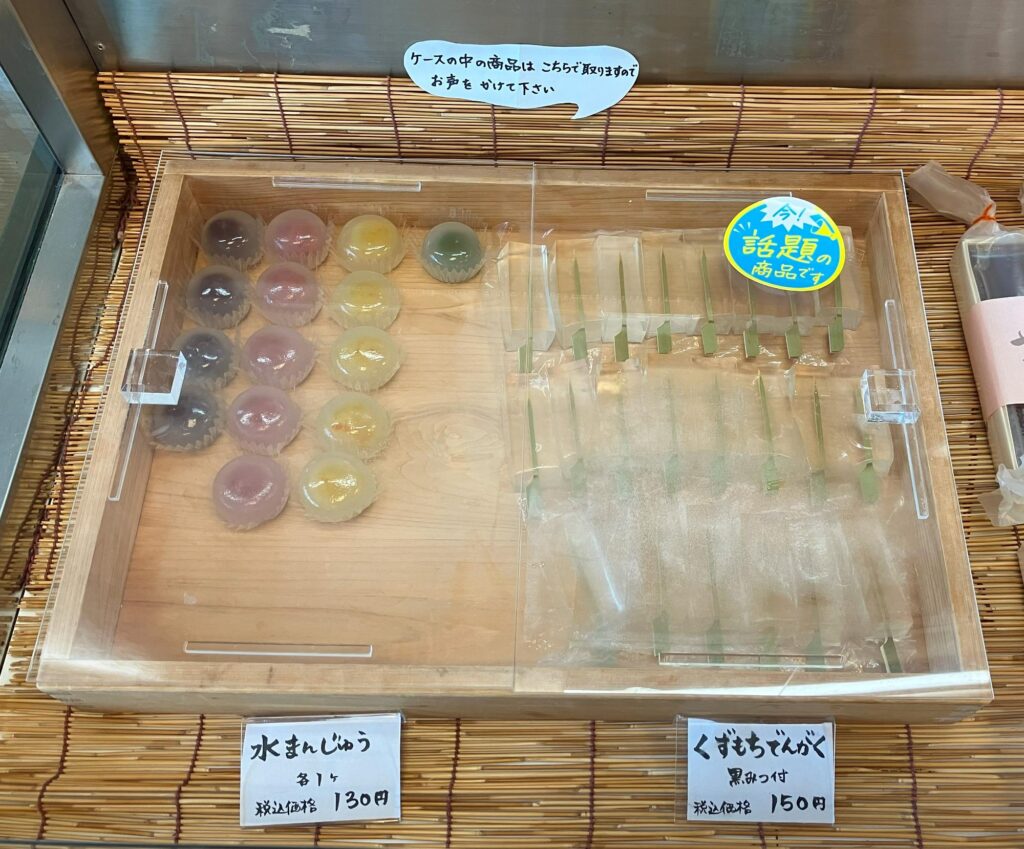 ケースの中の商品は こちらで取りますので
お声を かけて下さい
今!
話題の
商品です
水まんじゅう
各1ヶ
税込価格 130円
くずもちでんがく
黒みつ付
税込価格 150円